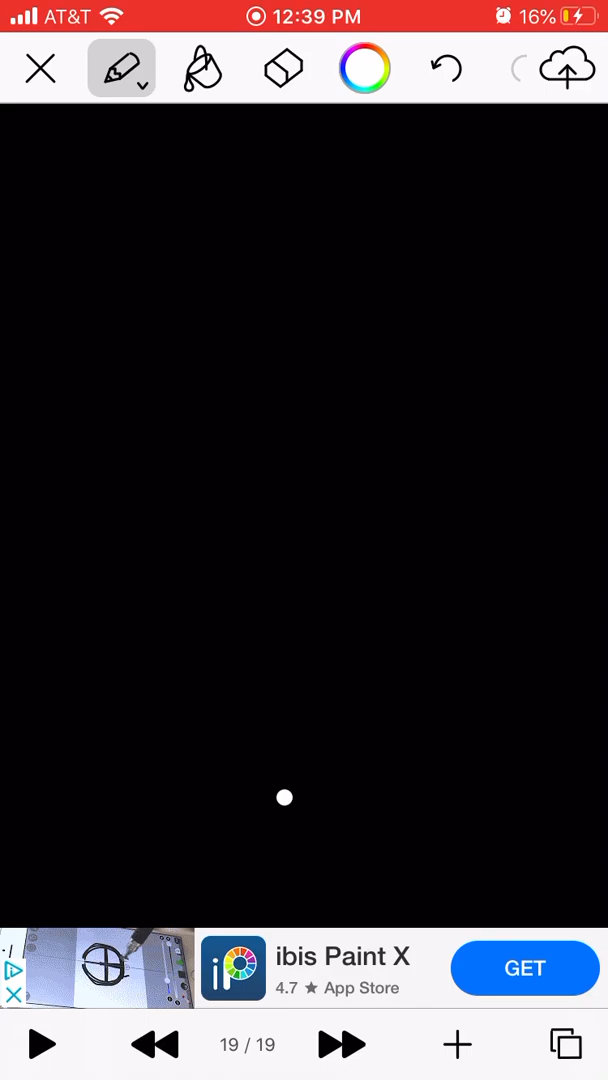 AT&T 12:39 PM 16%
ibis Paint X
4.7 ★ App Store
GET
19 / 19